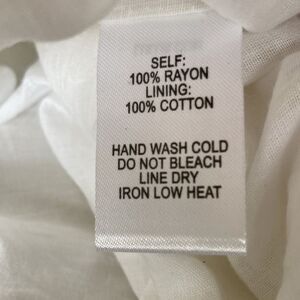 SELF:
100% RAYON
LINING:
100% COTTON
HAND WASH COLD
DO NOT BLEACH
LINE DRY
IRON LOW HEAT